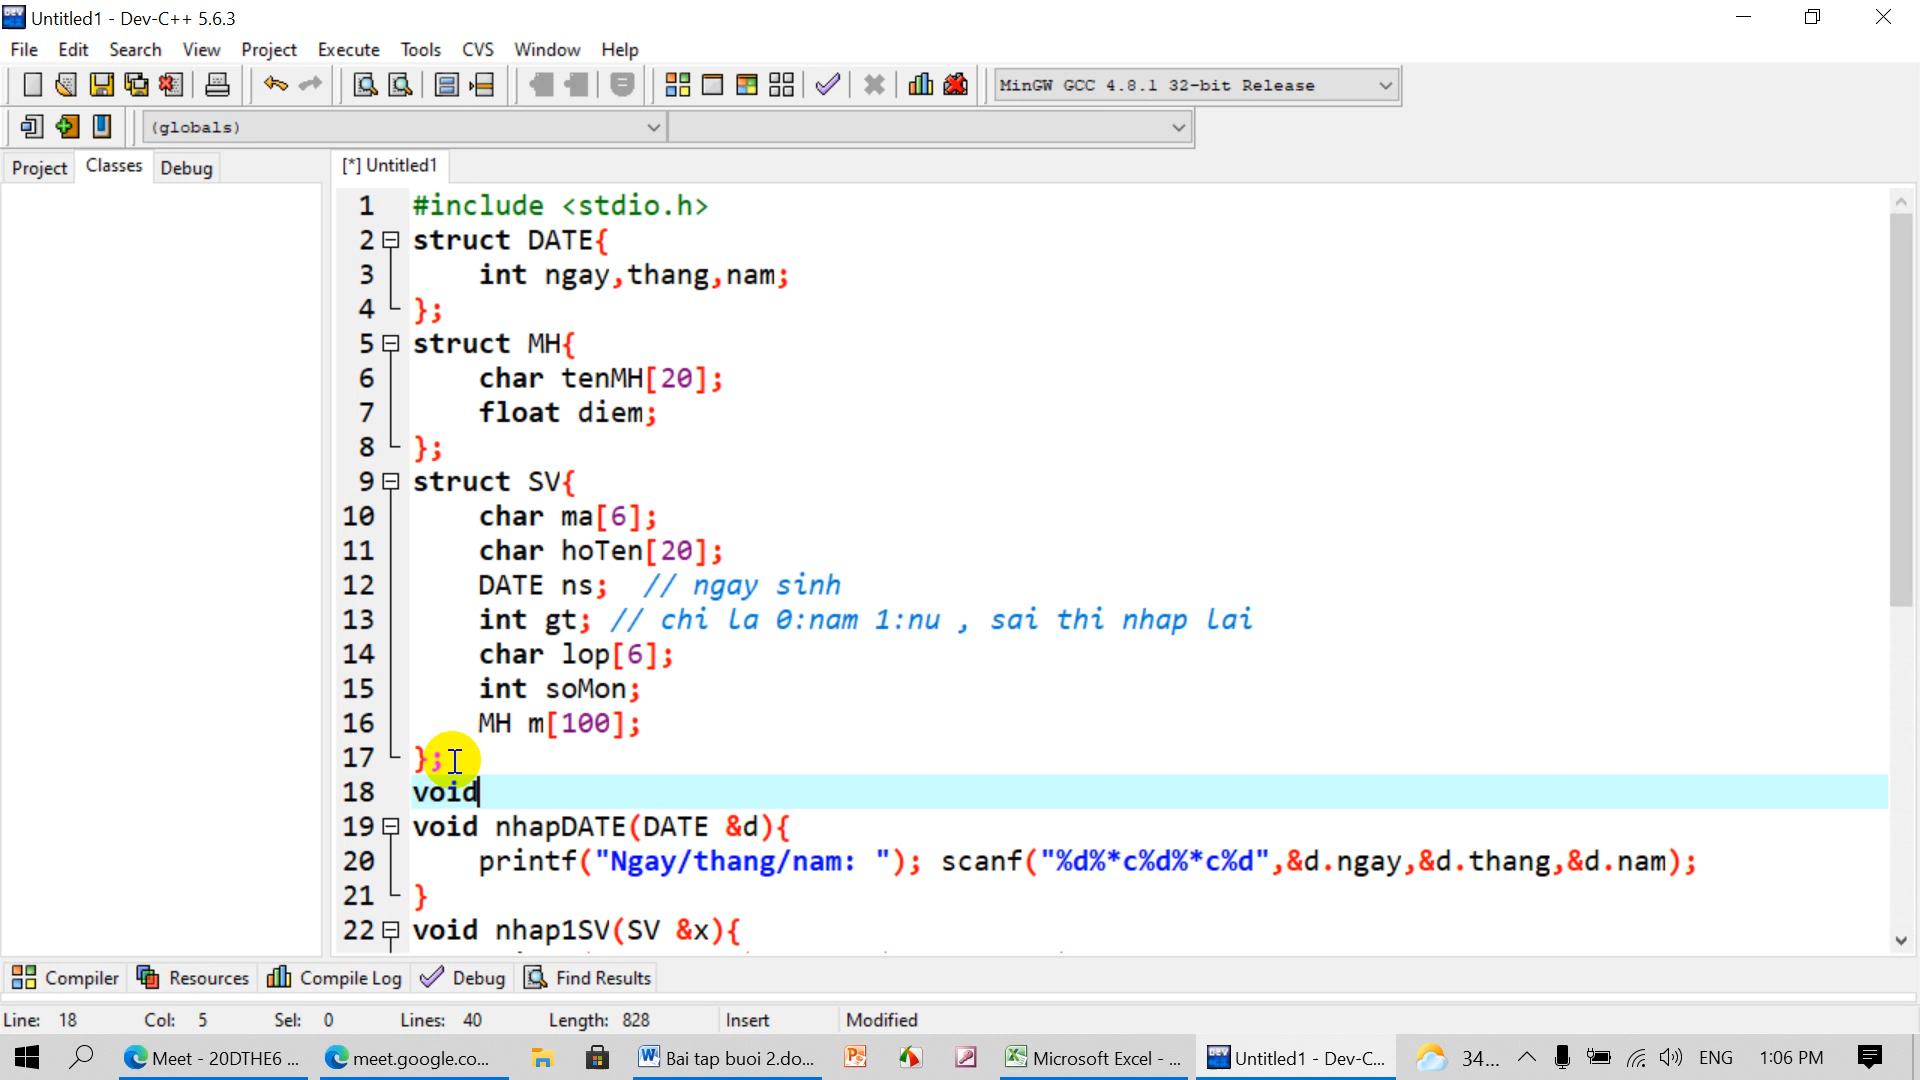 Untitled1 - Dev-C++ 5.6.3
File Edit Search View Project Execute Tools CVS Window Help
MinGW GCC 4.8.1 32-bit Release
(globals)
Project Classes Debug [*] Untitled1
1 #include <stdio.h>
2 struct DATE{
3 int ngay,thang,nam;
4 };
5 struct MH{
6 char tenMH[20];
7 float diem;
8 };
9 struct SV{
10 char ma[6];
11 char hoTen[20];
12 DATE ns; // ngay sinh
13 int gt; // chi la 0:nam 1:nu , sai thi nhap lai
14 char lop[6];
15 int soMon;
16 MH m[100];
17 };
18 void
19 void nhapDATE(DATE &d){
20 printf("Ngay/thang/nam: "); scanf("%d%*c%d%*c%d",&d.ngay,&d.thang,&d.nam);
21 }
22 void nhap1SV(SV &x){
Compiler Resources Compile Log Debug Find Results
Line: 18 Col: 5 Sel: 0 Lines: 40 Length: 828 Insert Modified
Meet - 20DTHE6 ... meet.google.co... Bai tap buoi 2.do... Microsoft Excel - ... Untitled1 - Dev-C... 34... ENG 1:06 PM